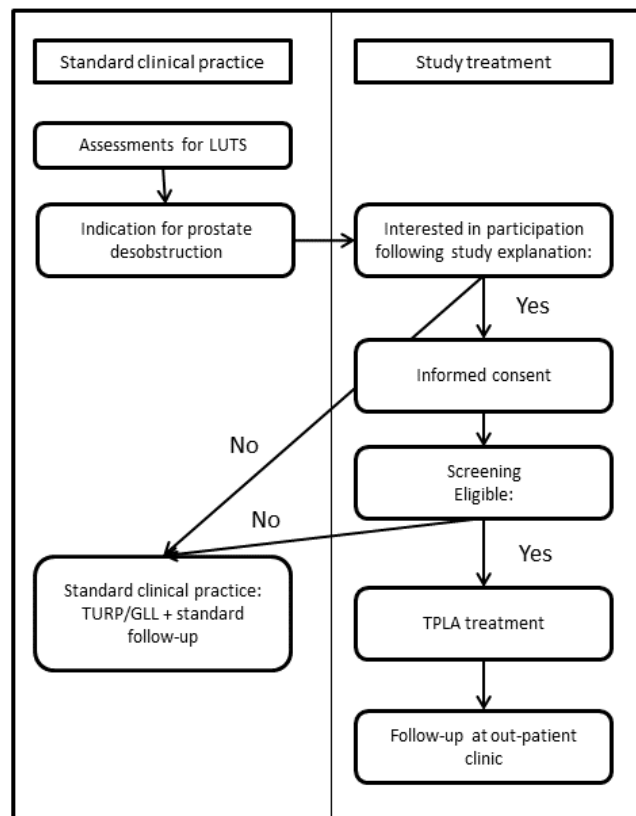 Standard clinical practice
Study treatment
Assessments for LUTS
Indication for prostate
desobstruction
Interested in participation
following study explanation:
Yes
Informed consent
No
Screening
Eligible:
No
Yes
Standard clinical practice:
TURP/GLL + standard
follow-up
TPLA treatment
Follow-up at out-patient
clinic